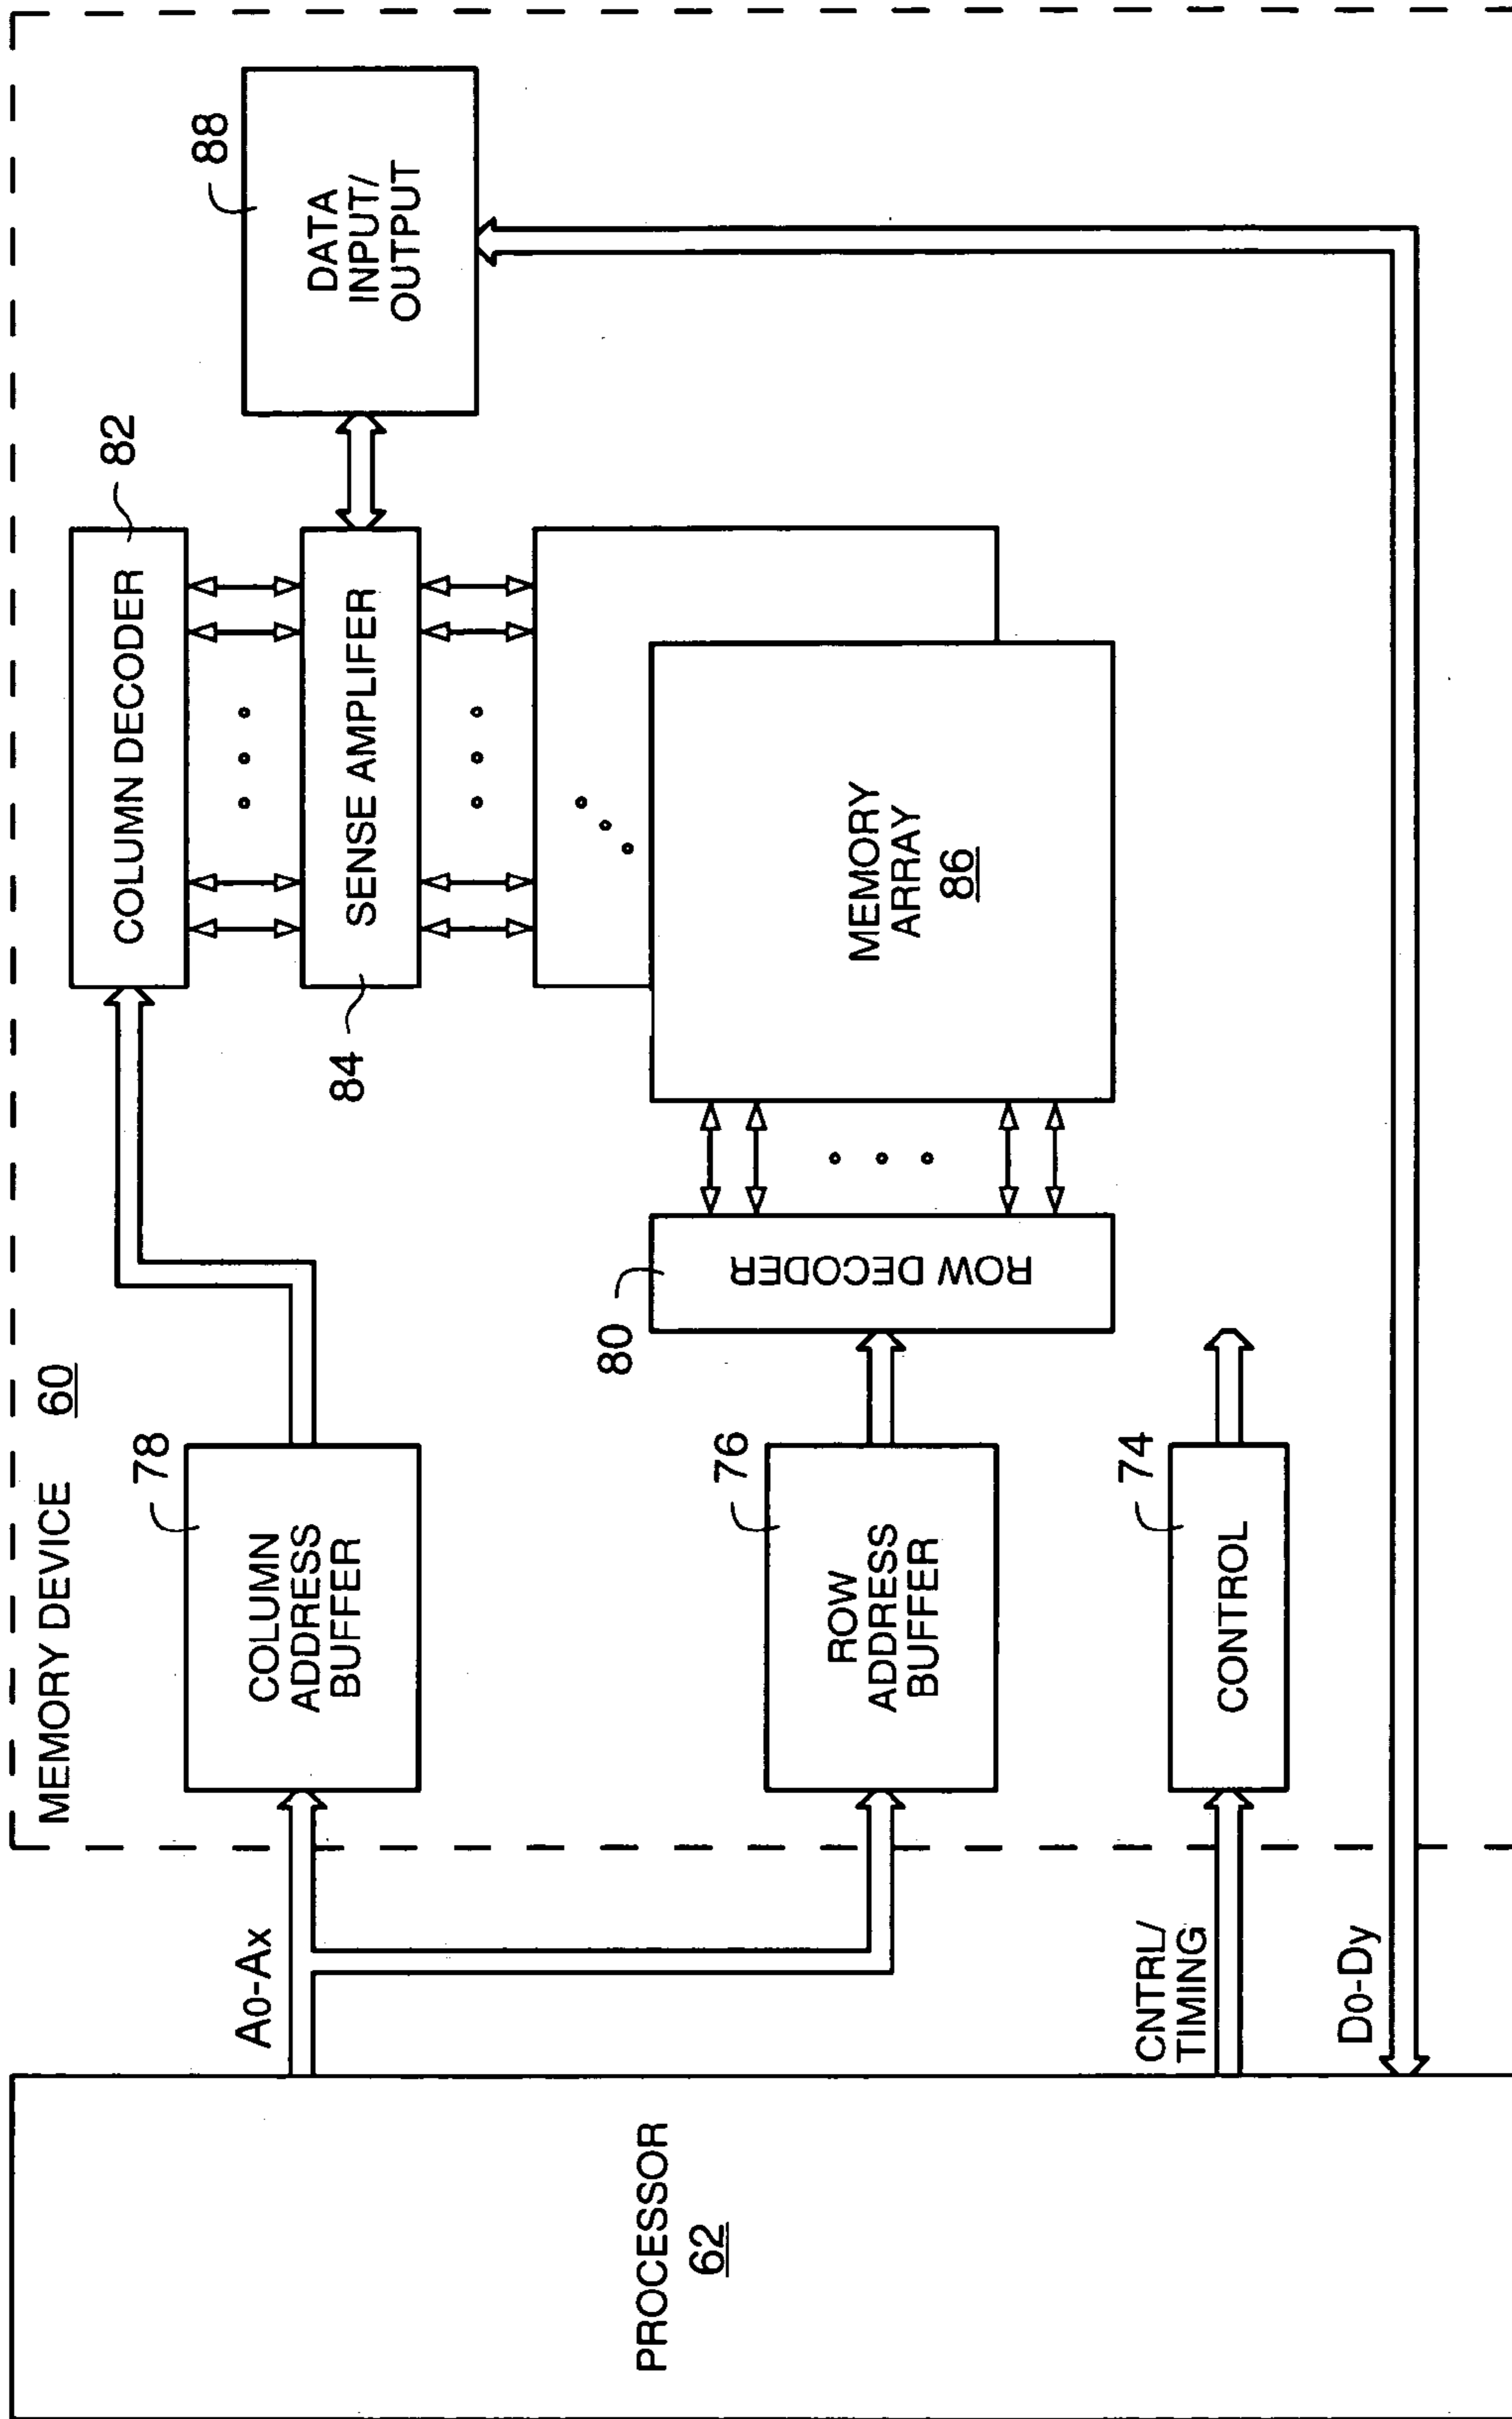 MEMORY DEVICE 60
PROCESSOR
62
A0-Ax
CNTRL/
TIMING
D0-Dy
78
COLUMN
ADDRESS
BUFFER
76
ROW
ADDRESS
BUFFER
74
CONTROL
80
ROW DECODER
82
COLUMN DECODER
84
SENSE AMPLIFER
MEMORY
ARRAY
86
88
DATA
INPUT/
OUTPUT